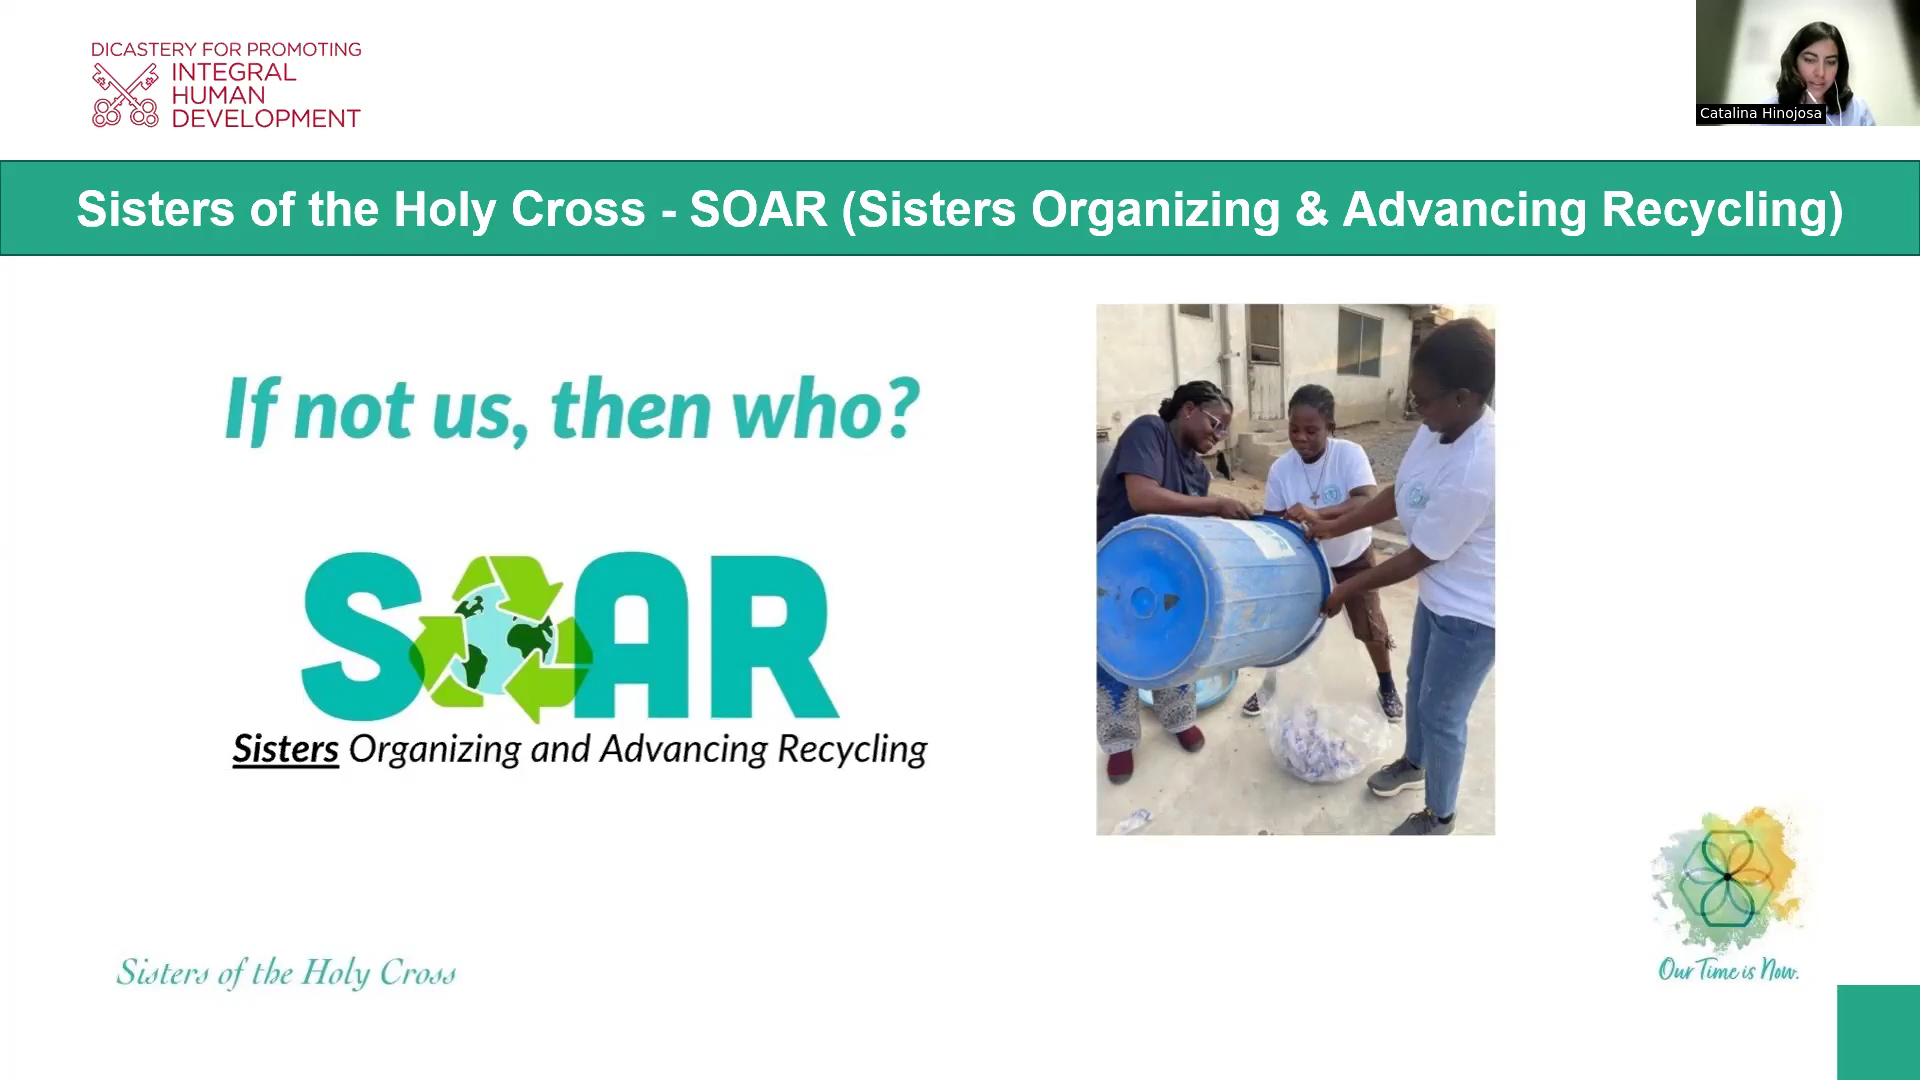 DICASTERY FOR PROMOTING
INTEGRAL
HUMAN
DEVELOPMENT
Catalina Hinojosa
Sisters of the Holy Cross - SOAR (Sisters Organizing & Advancing Recycling)
If not us, then who?
SOAR
Sisters Organizing and Advancing Recycling
Sisters of the Holy Cross
Our Time is Now.